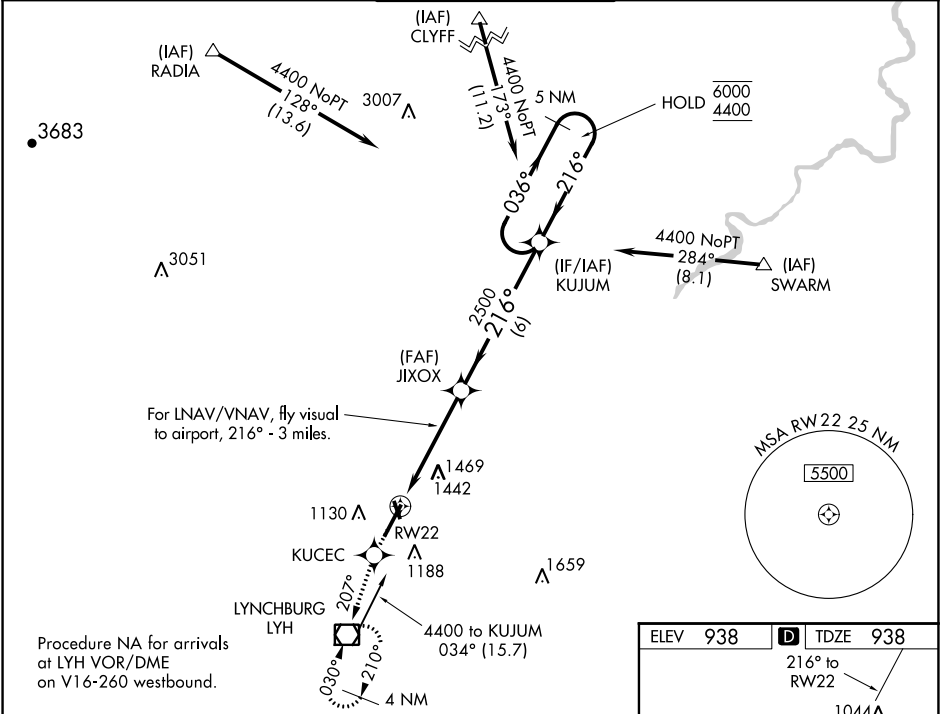 (IAF)
RADIA
4400 NoPT
128°
(13.6)
3683
3007
(IAF)
CLYFF
4400 NoPT
173°
(11.2)
5 NM
HOLD
6000
4400
036°
216°
3051
(IF/IAF)
KUJUM
4400 NoPT
284°
(8.1)
(IAF)
SWARM
2500
216°
(6)
(FAF)
JIXOX
For LNAV/VNAV, fly visual
to airport, 216° - 3 miles.
1469
1442
1130
RW22
KUCEC
1188
1659
MSA RW22 25 NM
5500
207°
LYNCHBURG
LYH
4400 to KUJUM
034° (15.7)
030°
210°
4 NM
Procedure NA for arrivals
at LYH VOR/DME
on V16-260 westbound.
ELEV 938 D TDZE 938
216° to
RW22
1044